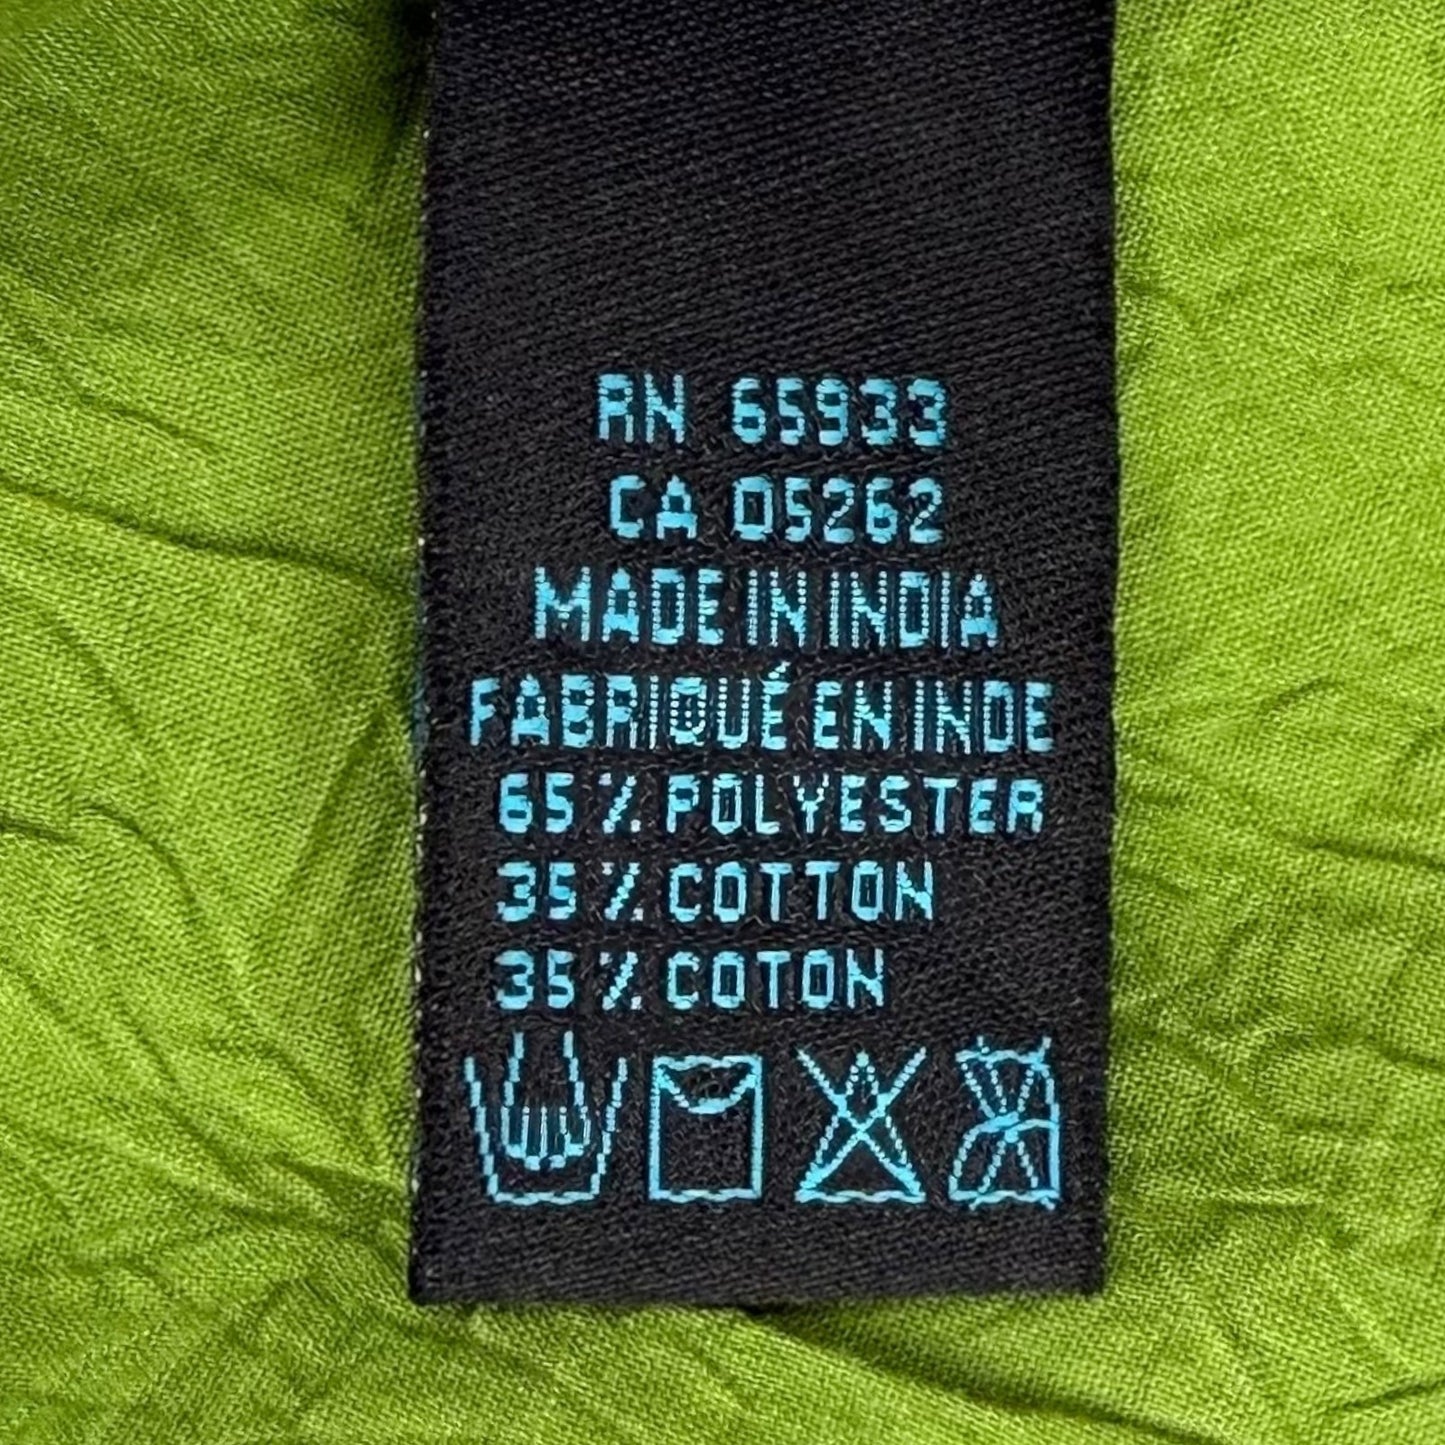 RN 65933
CA 05262
MADE IN INDIA
FABRIQUÉ EN INDE
65 % POLYESTER
35 % COTTON
35 % COTON